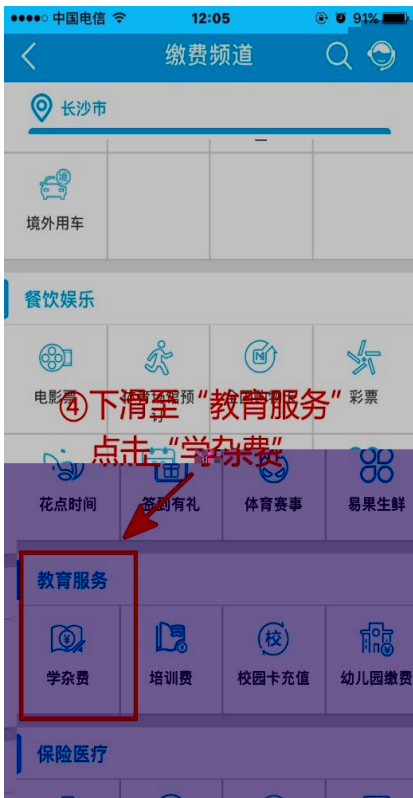 中国电信 12:05 91%
缴费频道
长沙市
境外用车
餐饮娱乐
电影票 彩票
④下滑至“教育服务”
点击“学杂费”
花点时间 签到有礼 体育赛事 易果生鲜
教育服务
学杂费 培训费 校园卡充值 幼儿园缴费
保险医疗